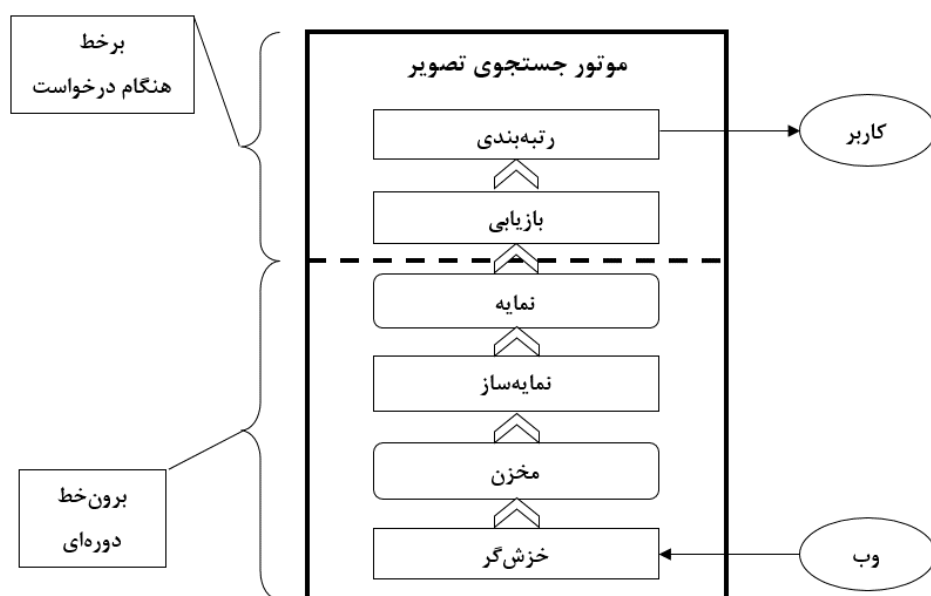 برخط
هنگام درخواست
موتور جستجوی تصویر
رتبه‌بندی
کاربر
بازیابی
نمایه
نمایه‌ساز
مخزن
برون‌خط
دوره‌ای
خزش‌گر
وب